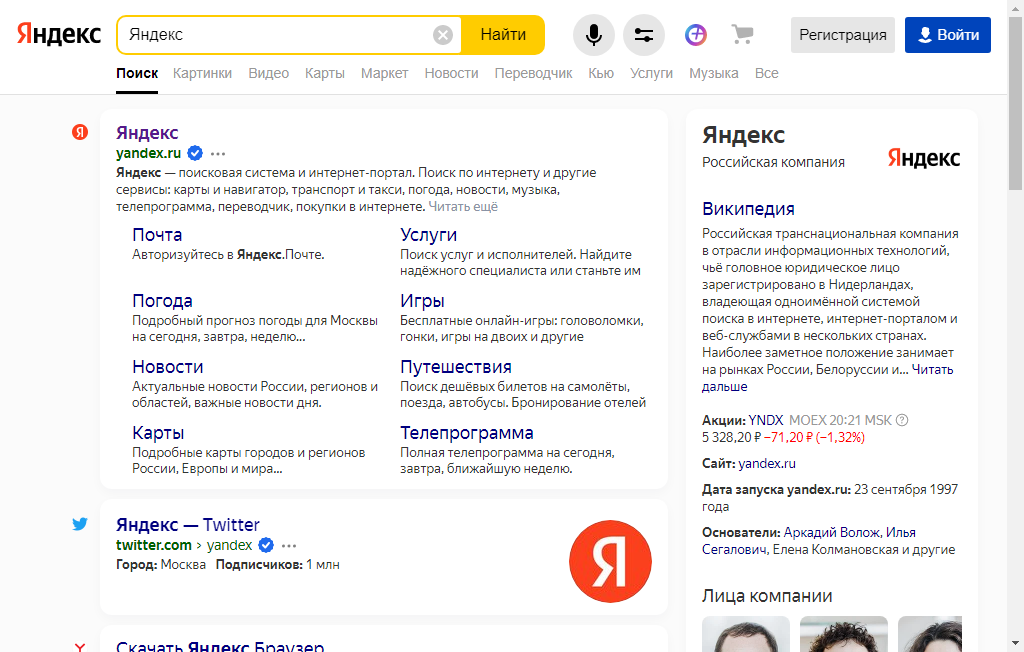 Яндекс
Яндекс
Найти
Регистрация
Войти
Поиск Картинки Видео Карты Маркет Новости Переводчик Кью Услуги Музыка Все
Я
Яндекс
yandex.ru
Яндекс — поисковая система и интернет-портал. Поиск по интернету и другие
сервисы: карты и навигатор, транспорт и такси, погода, новости, музыка,
телепрограмма, переводчик, покупки в интернете. Читать ещё
Почта
Авторизуйтесь в Яндекс.Почте.
Услуги
Поиск услуг и исполнителей. Найдите
надёжного специалиста или станьте им
Погода
Подробный прогноз погоды для Москвы
на сегодня, завтра, неделю...
Игры
Бесплатные онлайн-игры: головоломки,
гонки, игры на двоих и другие
Новости
Актуальные новости России, регионов и
областей, важные новости дня.
Путешествия
Поиск дешёвых билетов на самолёты,
поезда, автобусы. Бронирование отелей
Карты
Подробные карты городов и регионов
России, Европы и мира...
Телепрограмма
Полная телепрограмма на сегодня,
завтра, ближайшую неделю.
Яндекс — Twitter
twitter.com › yandex
Город: Москва Подписчиков: 1 млн
Я
Скачать Яндекс Браузер
Яндекс
Российская компания
Яндекс
Википедия
Российская транснациональная компания
в отрасли информационных технологий,
чьё головное юридическое лицо
зарегистрировано в Нидерландах,
владеющая одноимённой системой
поиска в интернете, интернет-порталом и
веб-службами в нескольких странах.
Наиболее заметное положение занимает
на рынках России, Белоруссии и... Читать
дальше
Акции: YNDX MOEX 20:21 MSK ?
5 328,20 ₽ −71,20 ₽ (−1,32%)
Сайт: yandex.ru
Дата запуска yandex.ru: 23 сентября 1997
года
Основатели: Аркадий Волож, Илья
Сегалович, Елена Колмановская и другие
Лица компании